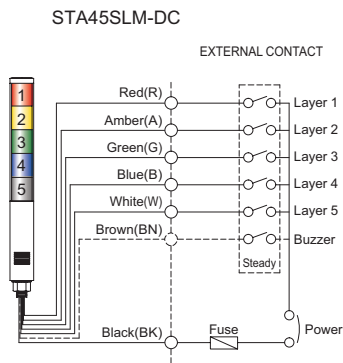 STA45SLM-DC
EXTERNAL CONTACT
1
2
3
4
5
Red(R)
Layer 1
Amber(A)
Layer 2
Green(G)
Layer 3
Blue(B)
Layer 4
White(W)
Layer 5
Brown(BN)
Buzzer
Steady
Black(BK)
Fuse
Power